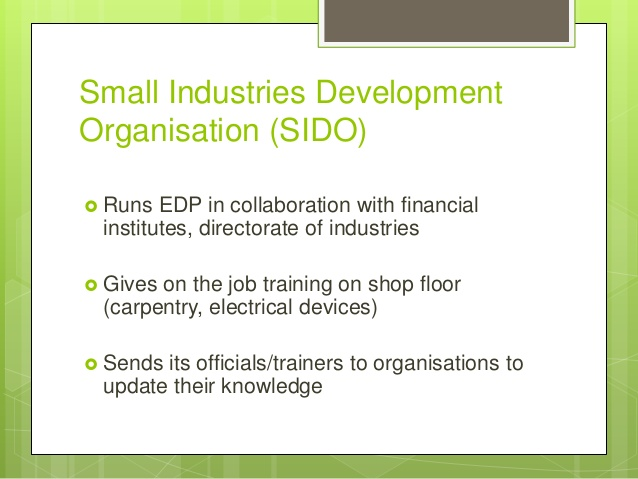 Small Industries Development
Organisation (SIDO)
Runs EDP in collaboration with financial
institutes, directorate of industries
Gives on the job training on shop floor
(carpentry, electrical devices)
Sends its officials/trainers to organisations to
update their knowledge